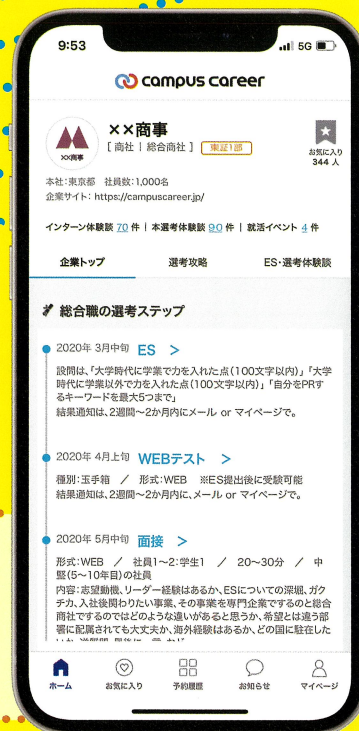 9:53
5G
campus career
××商事
[ 商社 | 総合商社 ] 東証1部
××商事
お気に入り
344 人
本社:東京都 社員数:1,000名
企業サイト: https://campuscareer.jp/
インターン体験談 70 件 | 本選考体験談 90 件 | 就活イベント 4 件
企業トップ 選考攻略 ES・選考体験談
総合職の選考ステップ
2020年 3月中旬 ES >
設問は、「大学時代に学業で力を入れた点(100文字以内)」「大学
時代に学業以外で力を入れた点(100文字以内)」「自分をPRす
るキーワードを最大5つまで」
結果通知は、2週間〜2か月内にメール or マイページで。
2020年 4月上旬 WEBテスト >
種別:玉手箱 / 形式:WEB ※ES提出後に受験可能
結果通知は、2週間〜2か月内に、メール or マイページで。
2020年 5月中旬 面接 >
形式:WEB / 社員1〜2:学生1 / 20〜30分 / 中
堅(5〜10年目)の社員
内容:志望動機、リーダー経験はあるか、ESについての深堀、ガク
チカ、入社後関わりたい事業、その事業を専門企業でするのと総合
商社でするのではどのような違いがあると思うか、希望とは違う部
署に配属されても大丈夫か、海外経験はあるか、どの国に駐在した
ホーム お気に入り 予約履歴 お知らせ マイページ